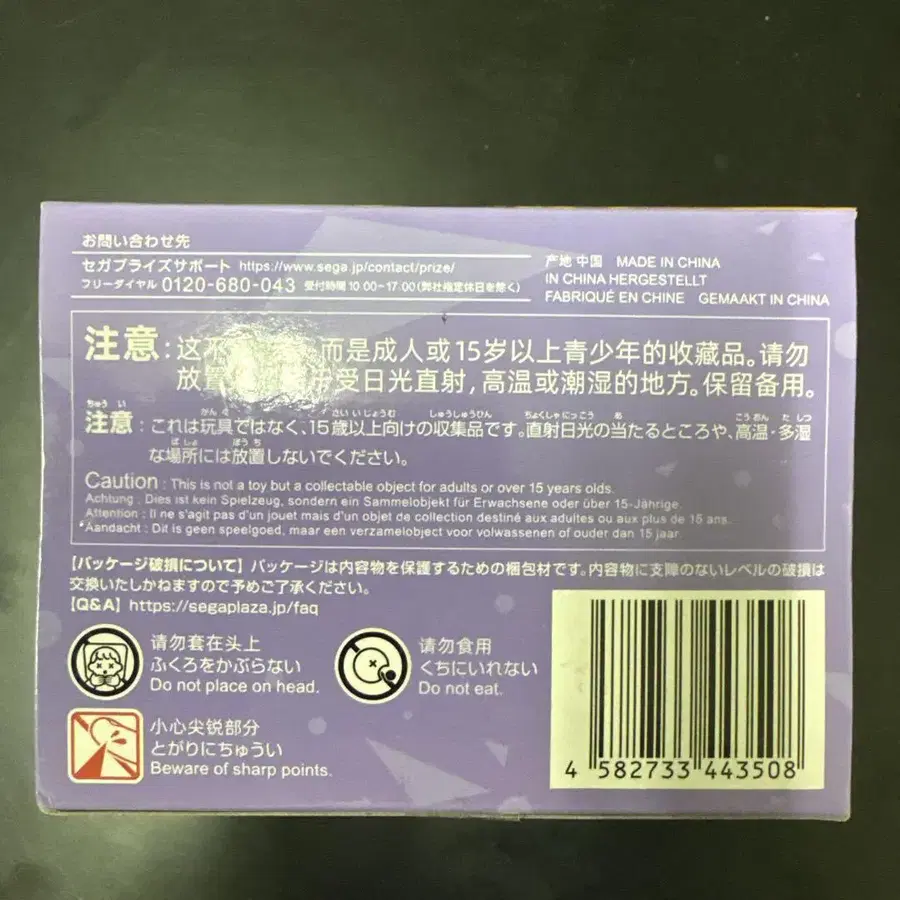 お問い合わせ先
セガプライズサポート https://www.sega.jp/contact/prize/
フリーダイヤル 0120-680-043 受付時間 10:00~17:00(弊社指定休日を除く)
产地 中国 MADE IN CHINA
IN CHINA HERGESTELLT
FABRIQUÉ EN CHINE GEMAAKT IN CHINA
注意:这不 而是成人或15岁以上青少年的收藏品。请勿
放置 受日光直射,高温或潮湿的地方。保留备用。
注意:これは玩具ではなく、15歳以上向けの収集品です。直射日光の当たるところや、高温・多湿
な場所には放置しないでください。
Caution : This is not a toy but a collectable object for adults or over 15 years olds.
Achtung : Dies ist kein Spielzeug, sondern ein Sammelobjekt für Erwachsene oder über 15-Jährige.
Attention : Il ne s'agit pas d'un jouet mais d'un objet de collection destiné aux adultes ou aux plus de 15 ans.
Aandacht : Dit is geen speelgoed, maar een verzamelobject voor volwassenen of ouder dan 15 jaar.
【パッケージ破損について】パッケージは内容物を保護するための梱包材です。内容物に支障のないレベルの破損は
交換いたしかねますので予めご了承ください。
【Q&A】https://segaplaza.jp/faq
请勿套在头上
ふくろをかぶらない
Do not place on head.
请勿食用
くちにいれない
Do not eat.
小心尖锐部分
とがりにちゅうい
Beware of sharp points.
4 582733 443508